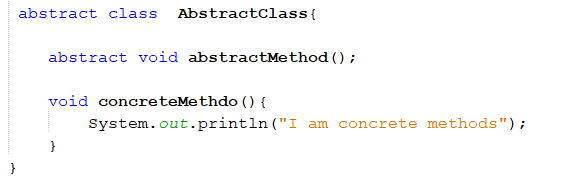 abstract class  AbstractClass{
abstract void abstractMethod();
void concreteMethdo(){
System.out.println("I am concrete methods");
}
}